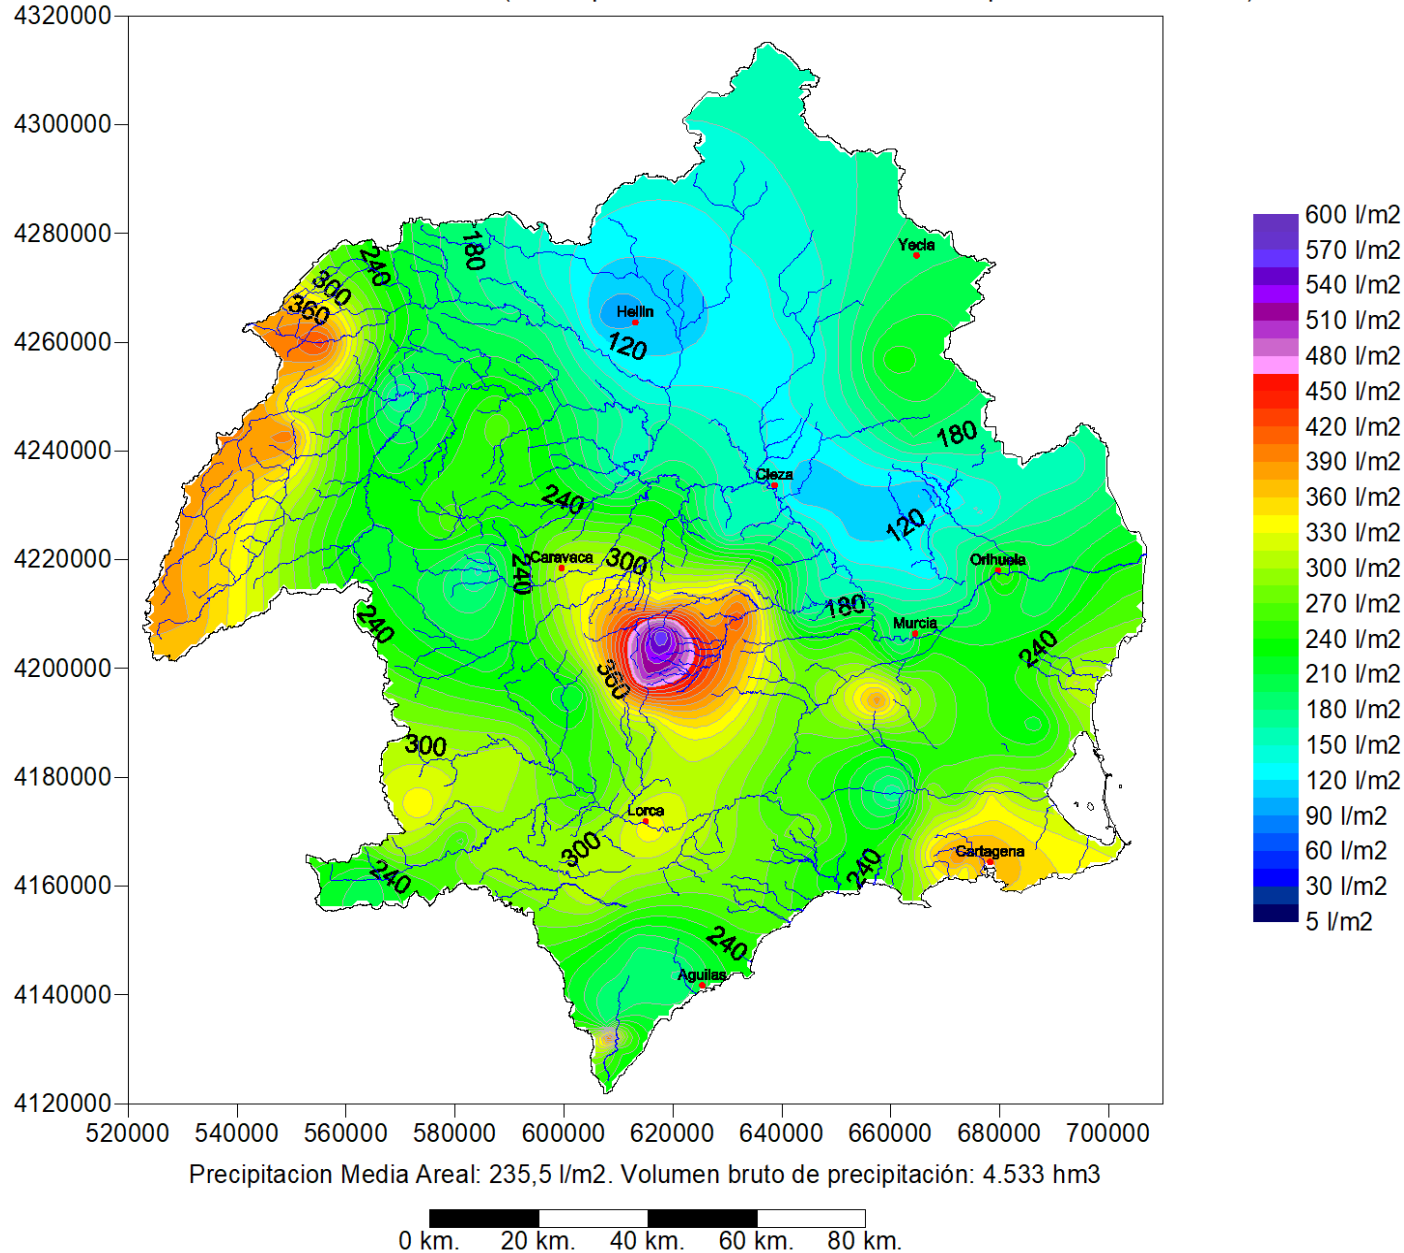 4320000
4300000
4280000
4260000
4240000
4220000
4200000
4180000
4160000
4140000
4120000
520000 540000 560000 580000 600000 620000 640000 660000 680000 700000
180
240
300
360
Yecla
Hellin
120
180
Cieza
240
120
Caravaca
300
240
Orihuela
240
180
Murcia
240
360
300
Lorca
300
240
240
Cartagena
240
Aguilas
600 l/m2
570 l/m2
540 l/m2
510 l/m2
480 l/m2
450 l/m2
420 l/m2
390 l/m2
360 l/m2
330 l/m2
300 l/m2
270 l/m2
240 l/m2
210 l/m2
180 l/m2
150 l/m2
120 l/m2
90 l/m2
60 l/m2
30 l/m2
5 l/m2
Precipitacion Media Areal: 235,5 l/m2. Volumen bruto de precipitación: 4.533 hm3
0 km. 20 km. 40 km. 60 km. 80 km.